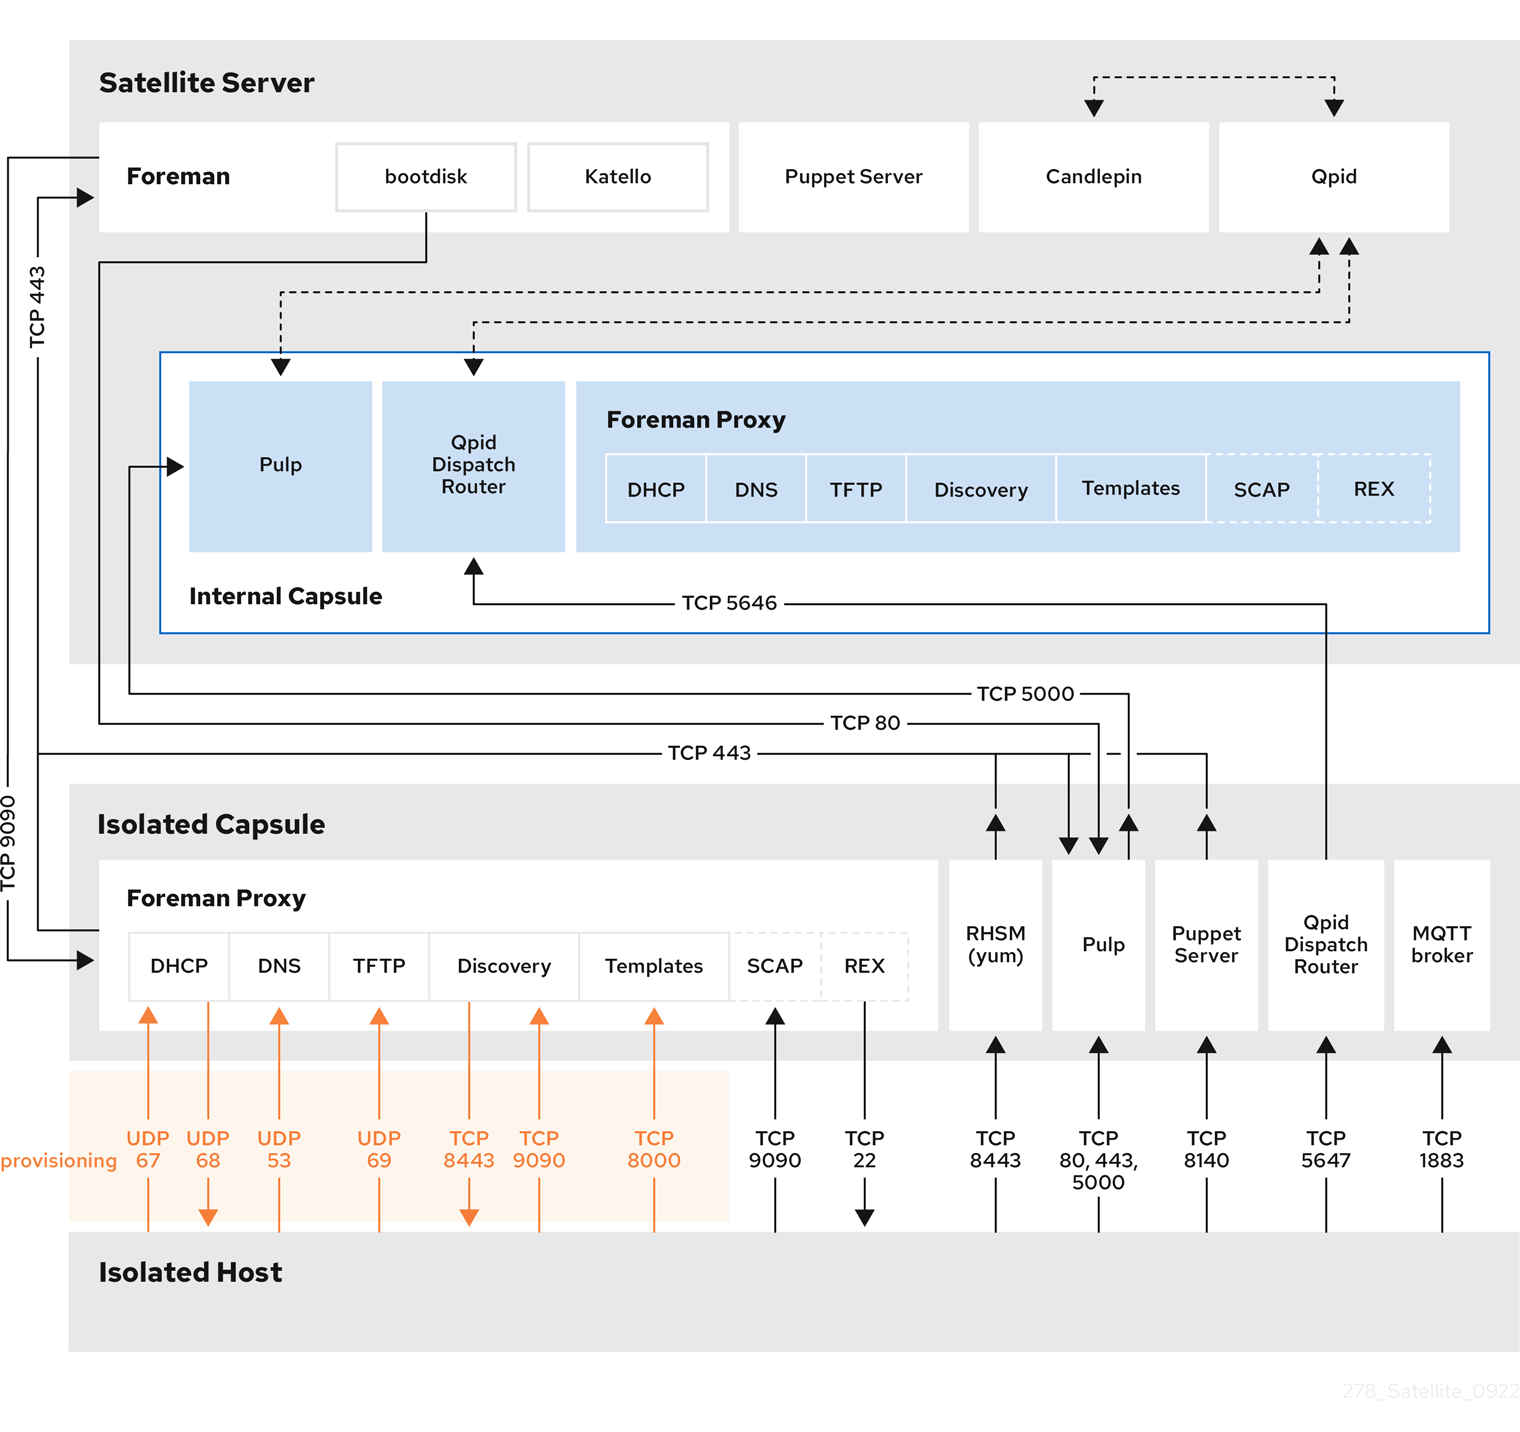 Satellite Server
Foreman
bootdisk
Katello
Puppet Server
Candlepin
Qpid
TCP 443
Pulp
Qpid
Dispatch
Router
Foreman Proxy
DHCP
DNS
TFTP
Discovery
Templates
SCAP
REX
Internal Capsule
TCP 5646
TCP 5000
TCP 80
TCP 443
TCP 9090
Isolated Capsule
Foreman Proxy
DHCP
DNS
TFTP
Discovery
Templates
SCAP
REX
RHSM
(yum)
Pulp
Puppet
Server
Qpid
Dispatch
Router
MQTT
broker
provisioning
UDP
67
UDP
68
UDP
53
UDP
69
TCP
8443
TCP
9090
TCP
8000
TCP
9090
TCP
22
TCP
8443
TCP
80, 443,
5000
TCP
8140
TCP
5647
TCP
1883
Isolated Host
278_Satellite_0922